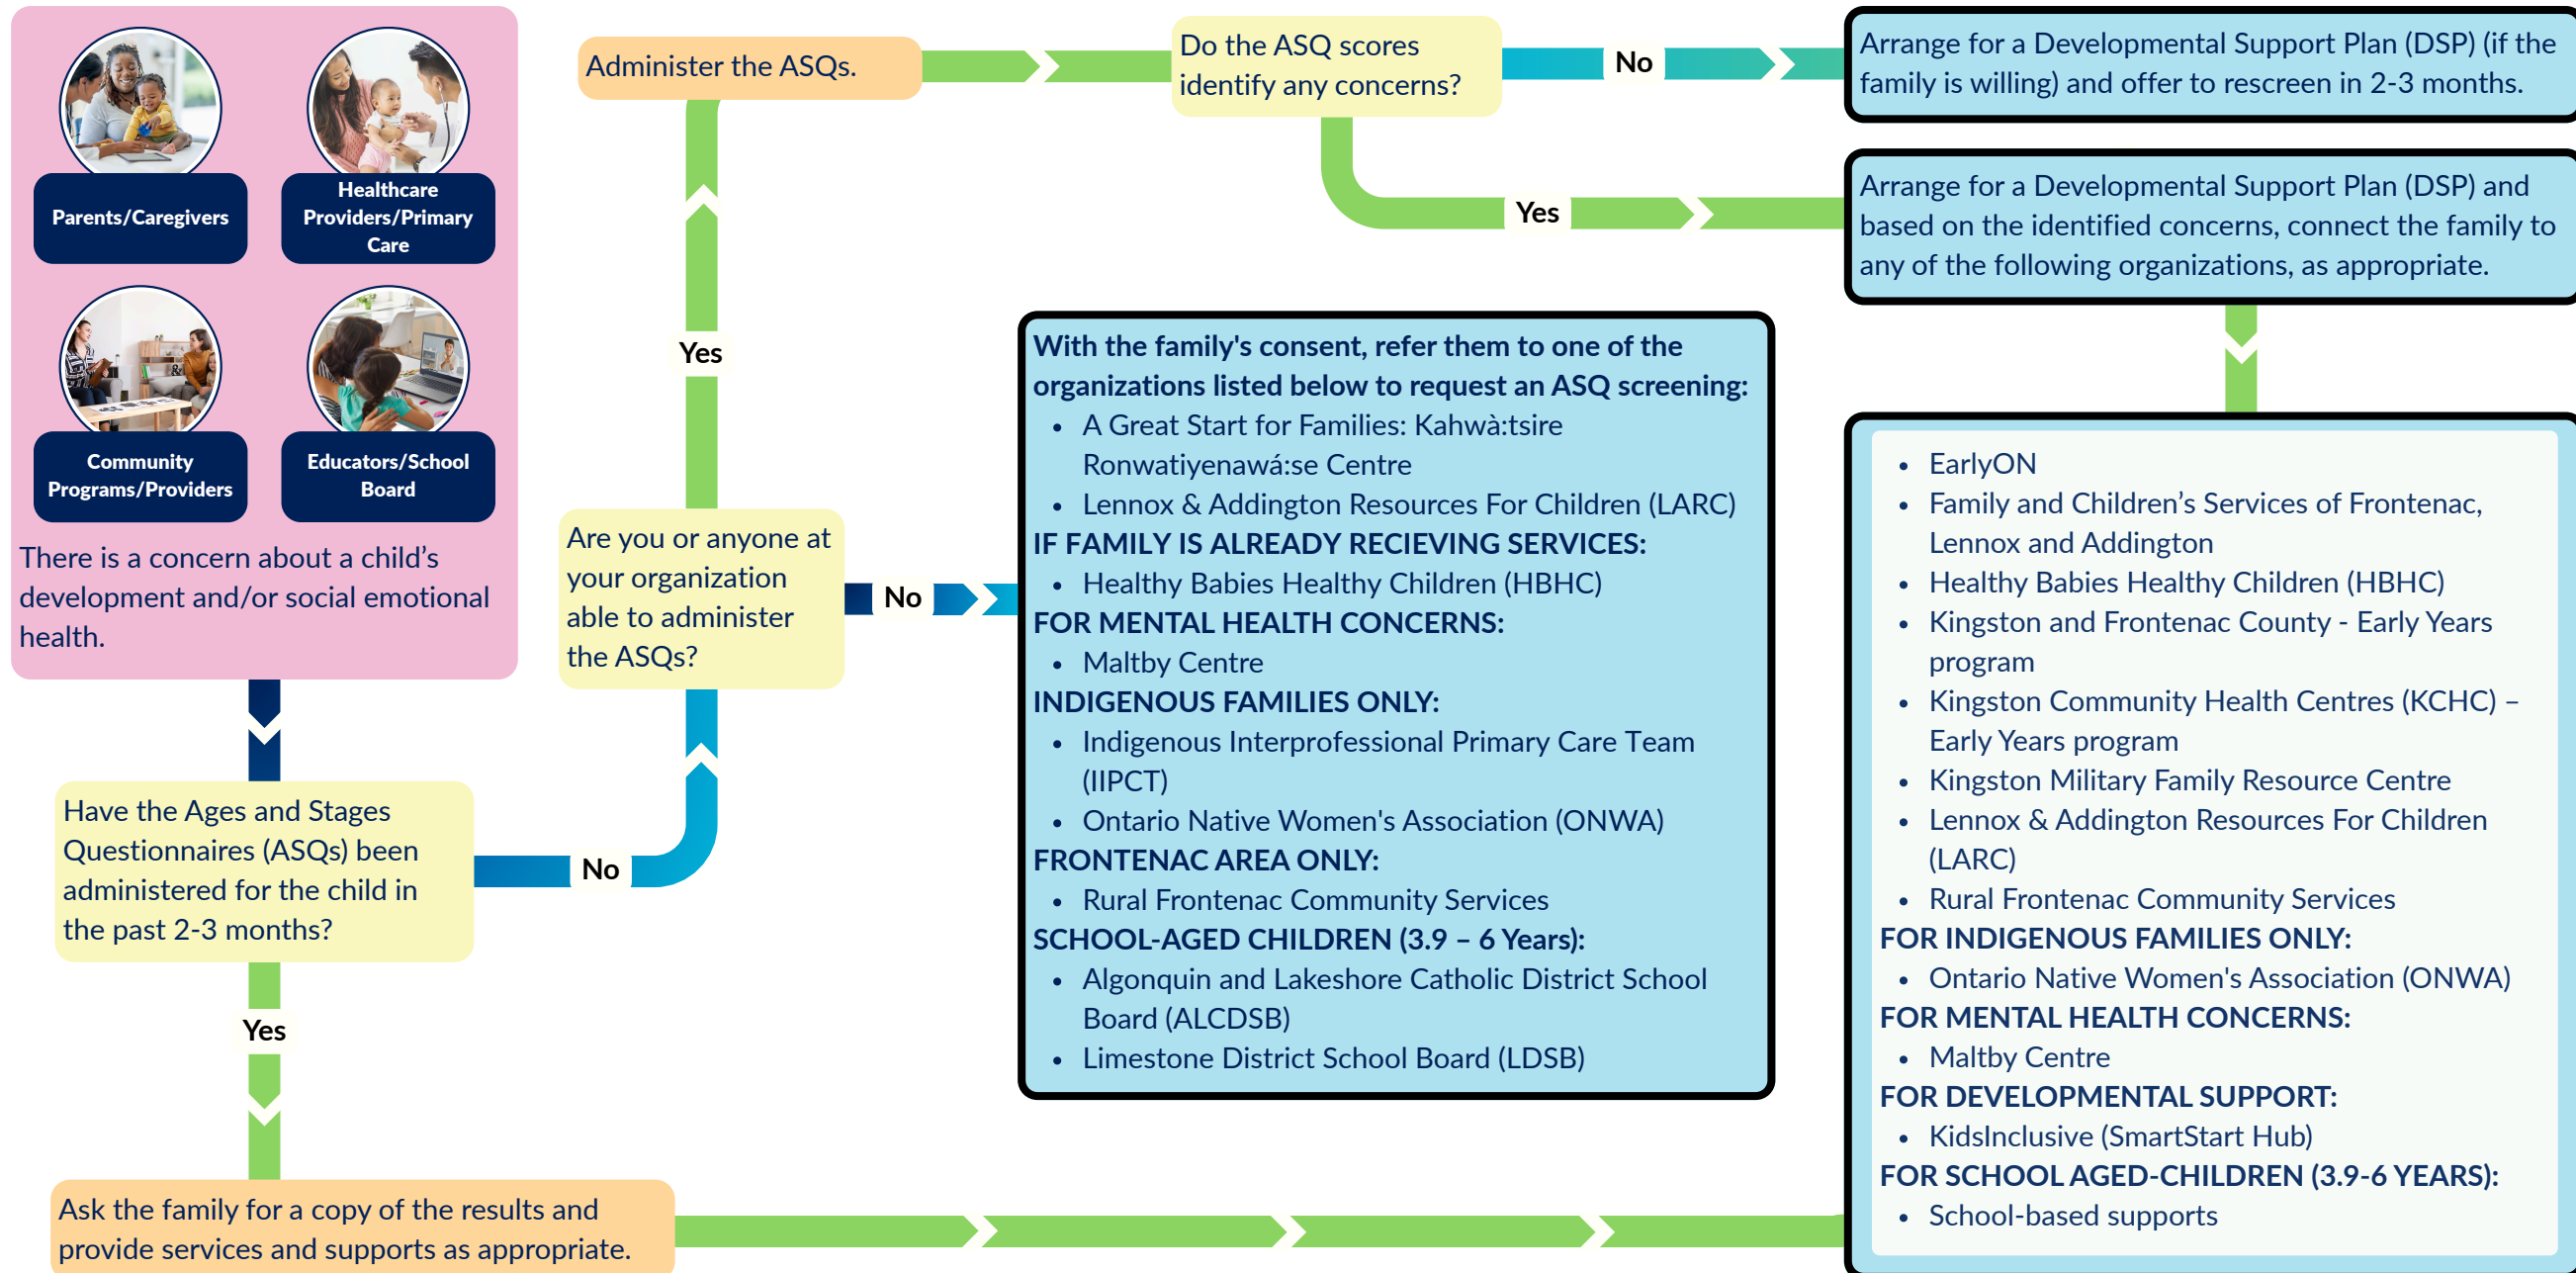 Parents/Caregivers
Healthcare
Providers/Primary
Care
Community
Programs/Providers
Educators/School
Board
There is a concern about a child’s
development and/or social emotional
health.
Have the Ages and Stages
Questionnaires (ASQs) been
administered for the child in
the past 2-3 months?
No
Yes
Ask the family for a copy of the results and
provide services and supports as appropriate.
Are you or anyone at
your organization
able to administer
the ASQs?
Yes
No
Administer the ASQs.
Do the ASQ scores
identify any concerns?
No
Yes
Arrange for a Developmental Support Plan (DSP) (if the
family is willing) and offer to rescreen in 2-3 months.
Arrange for a Developmental Support Plan (DSP) and
based on the identified concerns, connect the family to
any of the following organizations, as appropriate.
With the family's consent, refer them to one of the
organizations listed below to request an ASQ screening:
• A Great Start for Families: Kahwà:tsire
Ronwatiyenawá:se Centre
• Lennox & Addington Resources For Children (LARC)
IF FAMILY IS ALREADY RECIEVING SERVICES:
• Healthy Babies Healthy Children (HBHC)
FOR MENTAL HEALTH CONCERNS:
• Maltby Centre
INDIGENOUS FAMILIES ONLY:
• Indigenous Interprofessional Primary Care Team
(IIPCT)
• Ontario Native Women's Association (ONWA)
FRONTENAC AREA ONLY:
• Rural Frontenac Community Services
SCHOOL-AGED CHILDREN (3.9 – 6 Years):
• Algonquin and Lakeshore Catholic District School
Board (ALCDSB)
• Limestone District School Board (LDSB)
• EarlyON
• Family and Children’s Services of Frontenac,
Lennox and Addington
• Healthy Babies Healthy Children (HBHC)
• Kingston and Frontenac County - Early Years
program
• Kingston Community Health Centres (KCHC) –
Early Years program
• Kingston Military Family Resource Centre
• Lennox & Addington Resources For Children
(LARC)
• Rural Frontenac Community Services
FOR INDIGENOUS FAMILIES ONLY:
• Ontario Native Women's Association (ONWA)
FOR MENTAL HEALTH CONCERNS:
• Maltby Centre
FOR DEVELOPMENTAL SUPPORT:
• KidsInclusive (SmartStart Hub)
FOR SCHOOL AGED-CHILDREN (3.9-6 YEARS):
• School-based supports